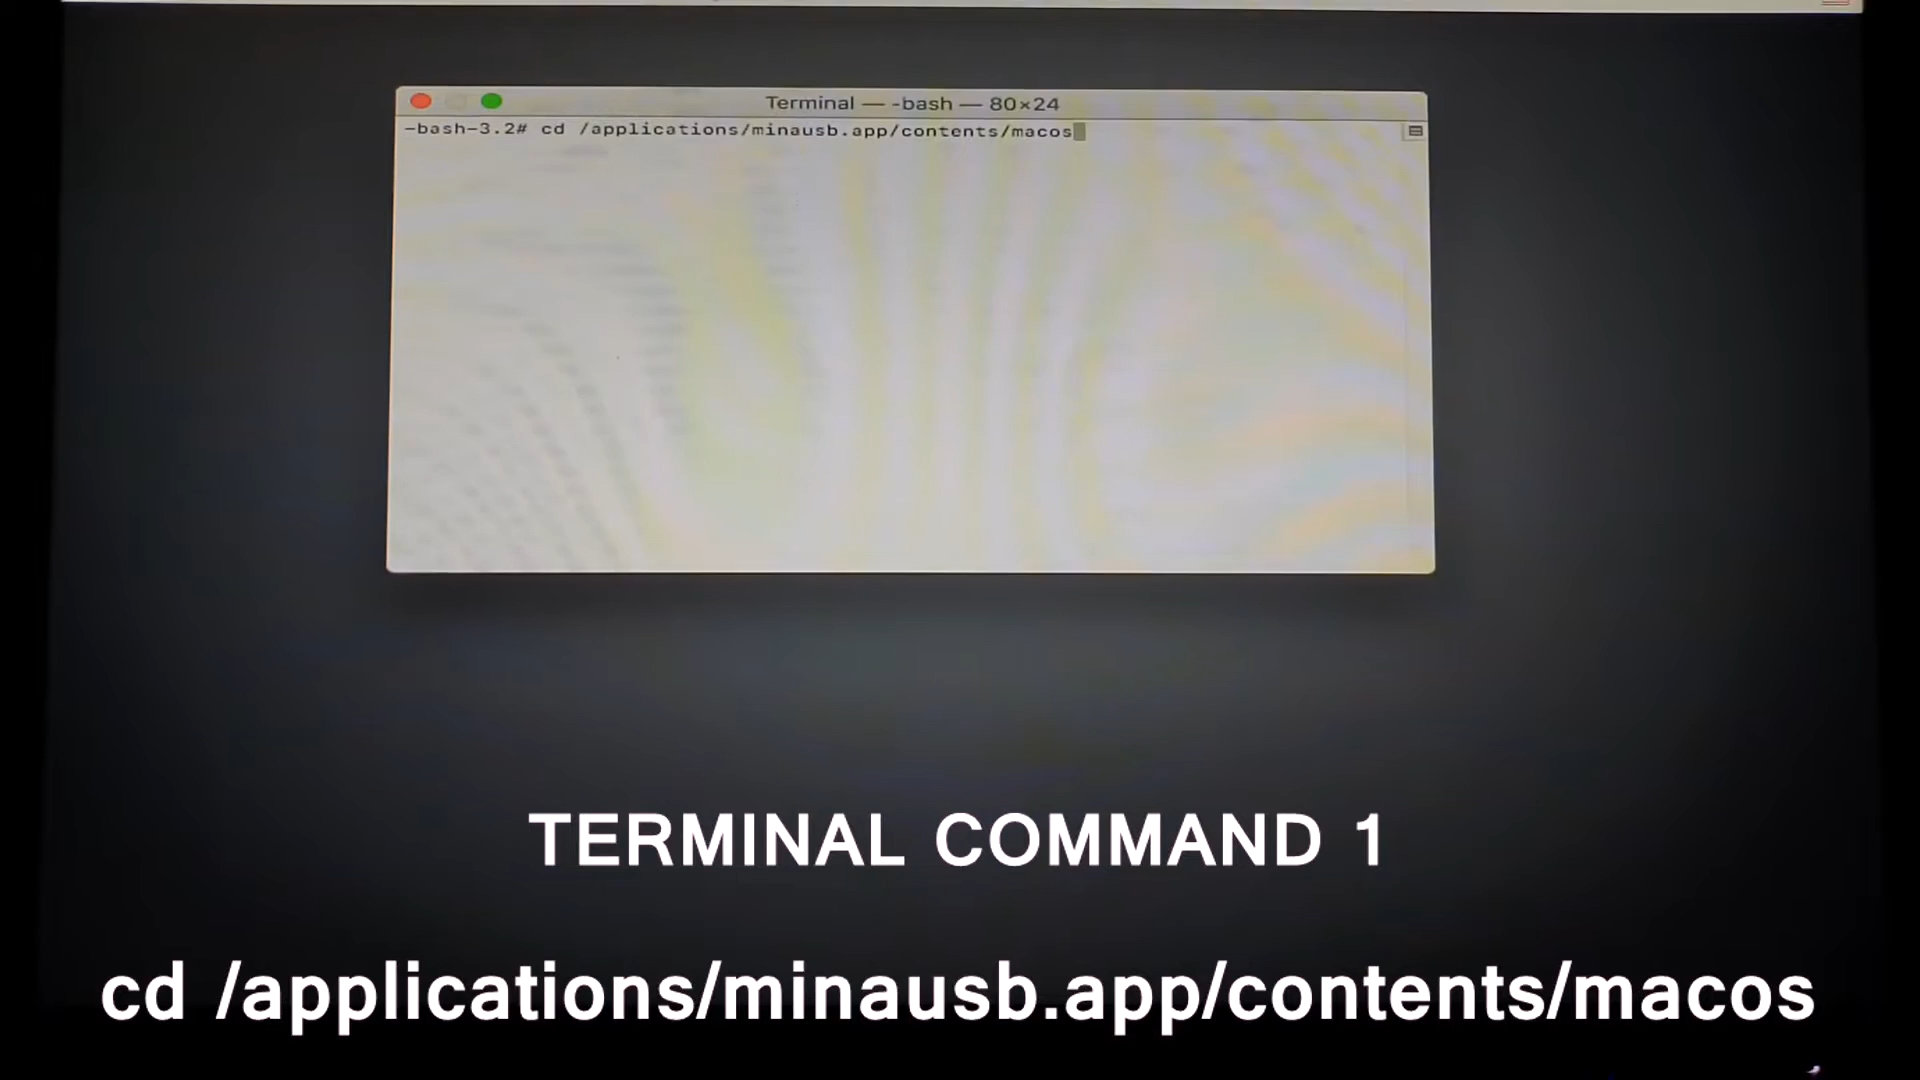 Terminal — -bash — 80×24
-bash-3.2# cd /applications/minausb.app/contents/macos
TERMINAL COMMAND 1
cd /applications/minausb.app/contents/macos